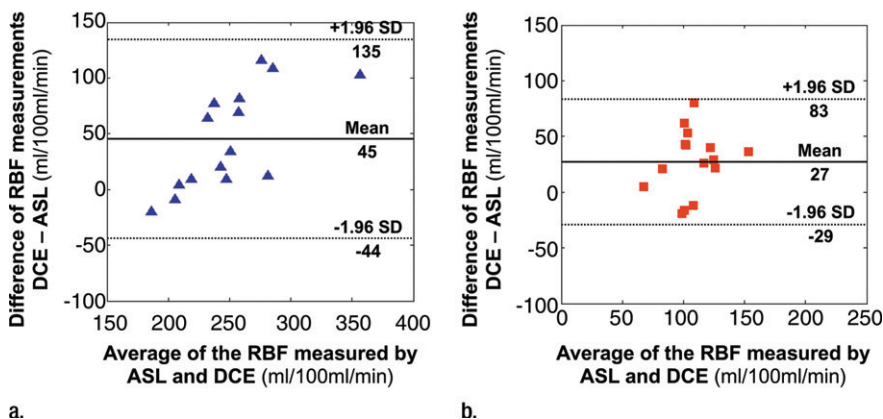 Difference of RBF measurements
DCE – ASL (ml/100ml/min)
150
100
50
0
-50
-100
+1.96 SD
135
Mean
45
-1.96 SD
-44
150 200 250 300 350 400
Average of the RBF measured by
ASL and DCE (ml/100ml/min)
a.
Difference of RBF measurements
DCE – ASL (ml/100ml/min)
150
100
50
0
-50
-100
+1.96 SD
83
Mean
27
-1.96 SD
-29
0 50 100 150 200 250
Average of the RBF measured by
ASL and DCE (ml/100ml/min)
b.